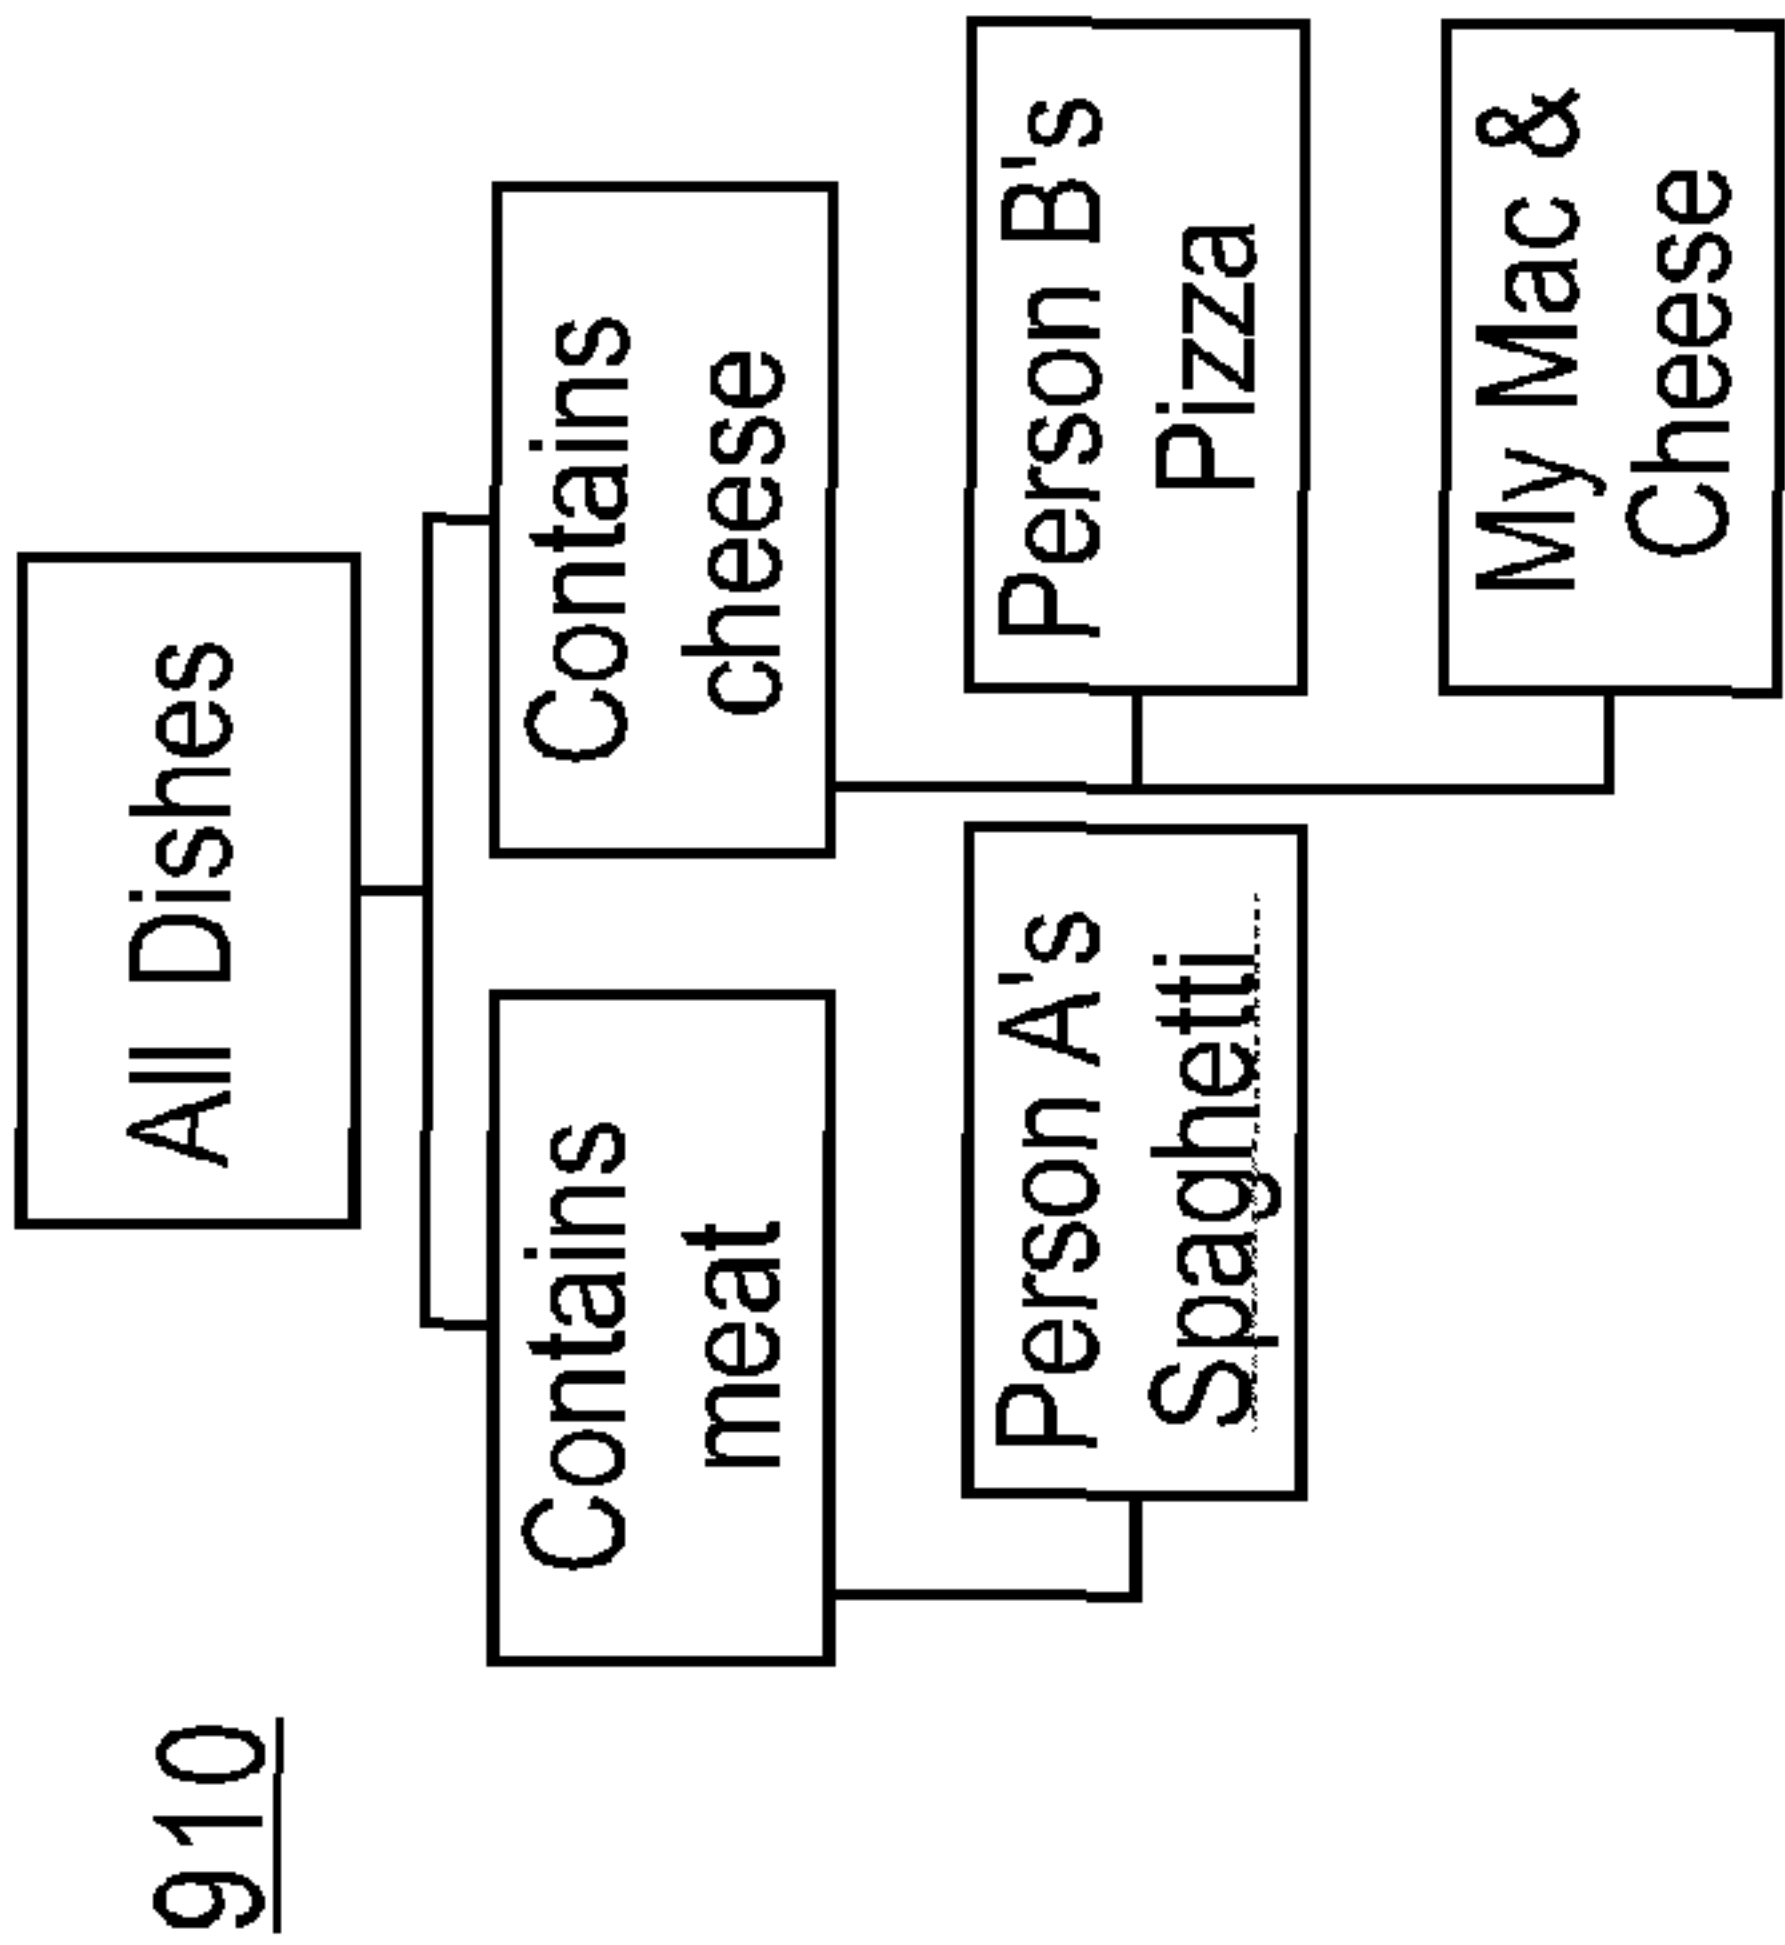 910
All Dishes
Contains
meat
Contains
cheese
Person A's
Spaghetti
Person B's
Pizza
My Mac &
Cheese